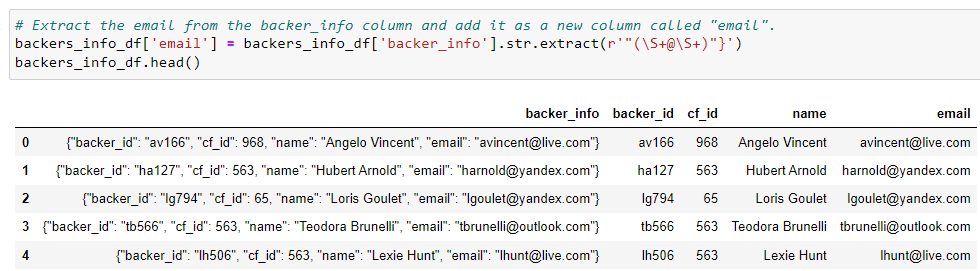 # Extract the email from the backer_info column and add it as a new column called "email".
backers_info_df['email'] = backers_info_df['backer_info'].str.extract(r'"(\S+@\S+)"}')
backers_info_df.head()
backer_info backer_id cf_id name email
0 {"backer_id": "av166", "cf_id": 968, "name": "Angelo Vincent", "email": "avincent@live.com"} av166 968 Angelo Vincent avincent@live.com
1 {"backer_id": "ha127", "cf_id": 563, "name": "Hubert Arnold", "email": "harnold@yandex.com"} ha127 563 Hubert Arnold harnold@yandex.com
2 {"backer_id": "lg794", "cf_id": 65, "name": "Loris Goulet", "email": "lgoulet@yandex.com"} lg794 65 Loris Goulet lgoulet@yandex.com
3 {"backer_id": "tb566", "cf_id": 563, "name": "Teodora Brunelli", "email": "tbrunelli@outlook.com"} tb566 563 Teodora Brunelli tbrunelli@outlook.com
4 {"backer_id": "lh506", "cf_id": 563, "name": "Lexie Hunt", "email": "lhunt@live.com"} lh506 563 Lexie Hunt lhunt@live.com